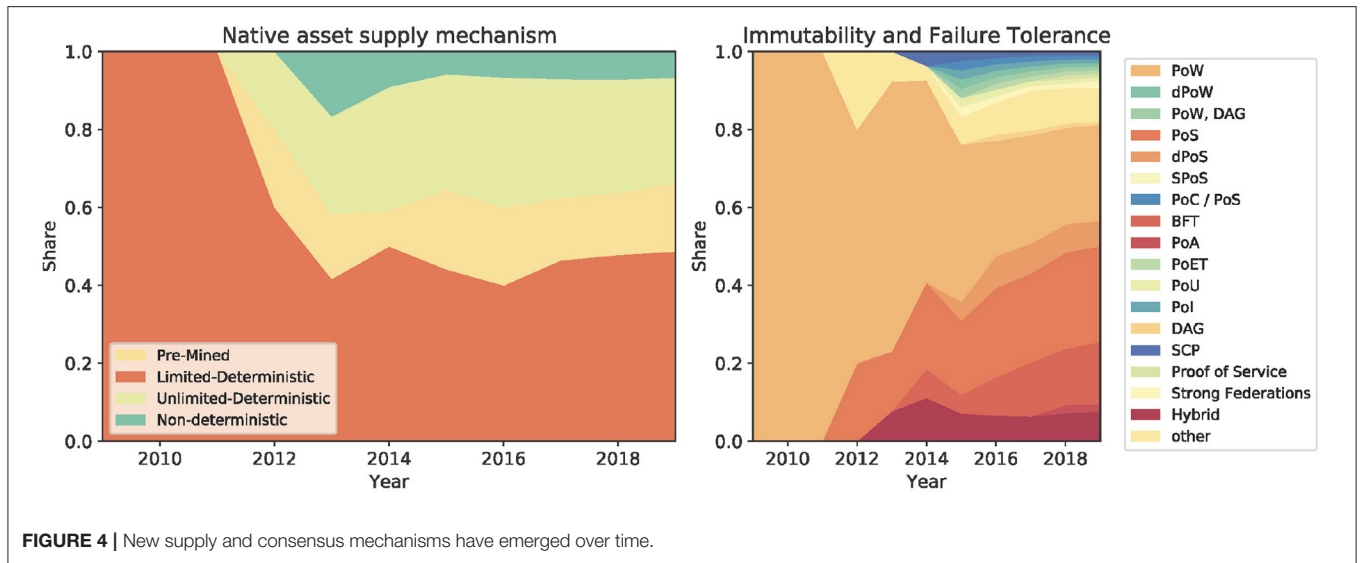 Native asset supply mechanism
1.0
0.8
0.6
0.4
0.2
0.0
Share
Pre-Mined
Limited-Deterministic
Unlimited-Deterministic
Non-deterministic
2010 2012 2014 2016 2018
Year
Immutability and Failure Tolerance
1.0
0.8
0.6
0.4
0.2
0.0
Share
2010 2012 2014 2016 2018
Year
PoW
dPoW
PoW, DAG
PoS
dPoS
SPoS
PoC / PoS
BFT
PoA
PoET
PoU
PoI
DAG
SCP
Proof of Service
Strong Federations
Hybrid
other
FIGURE 4 | New supply and consensus mechanisms have emerged over time.